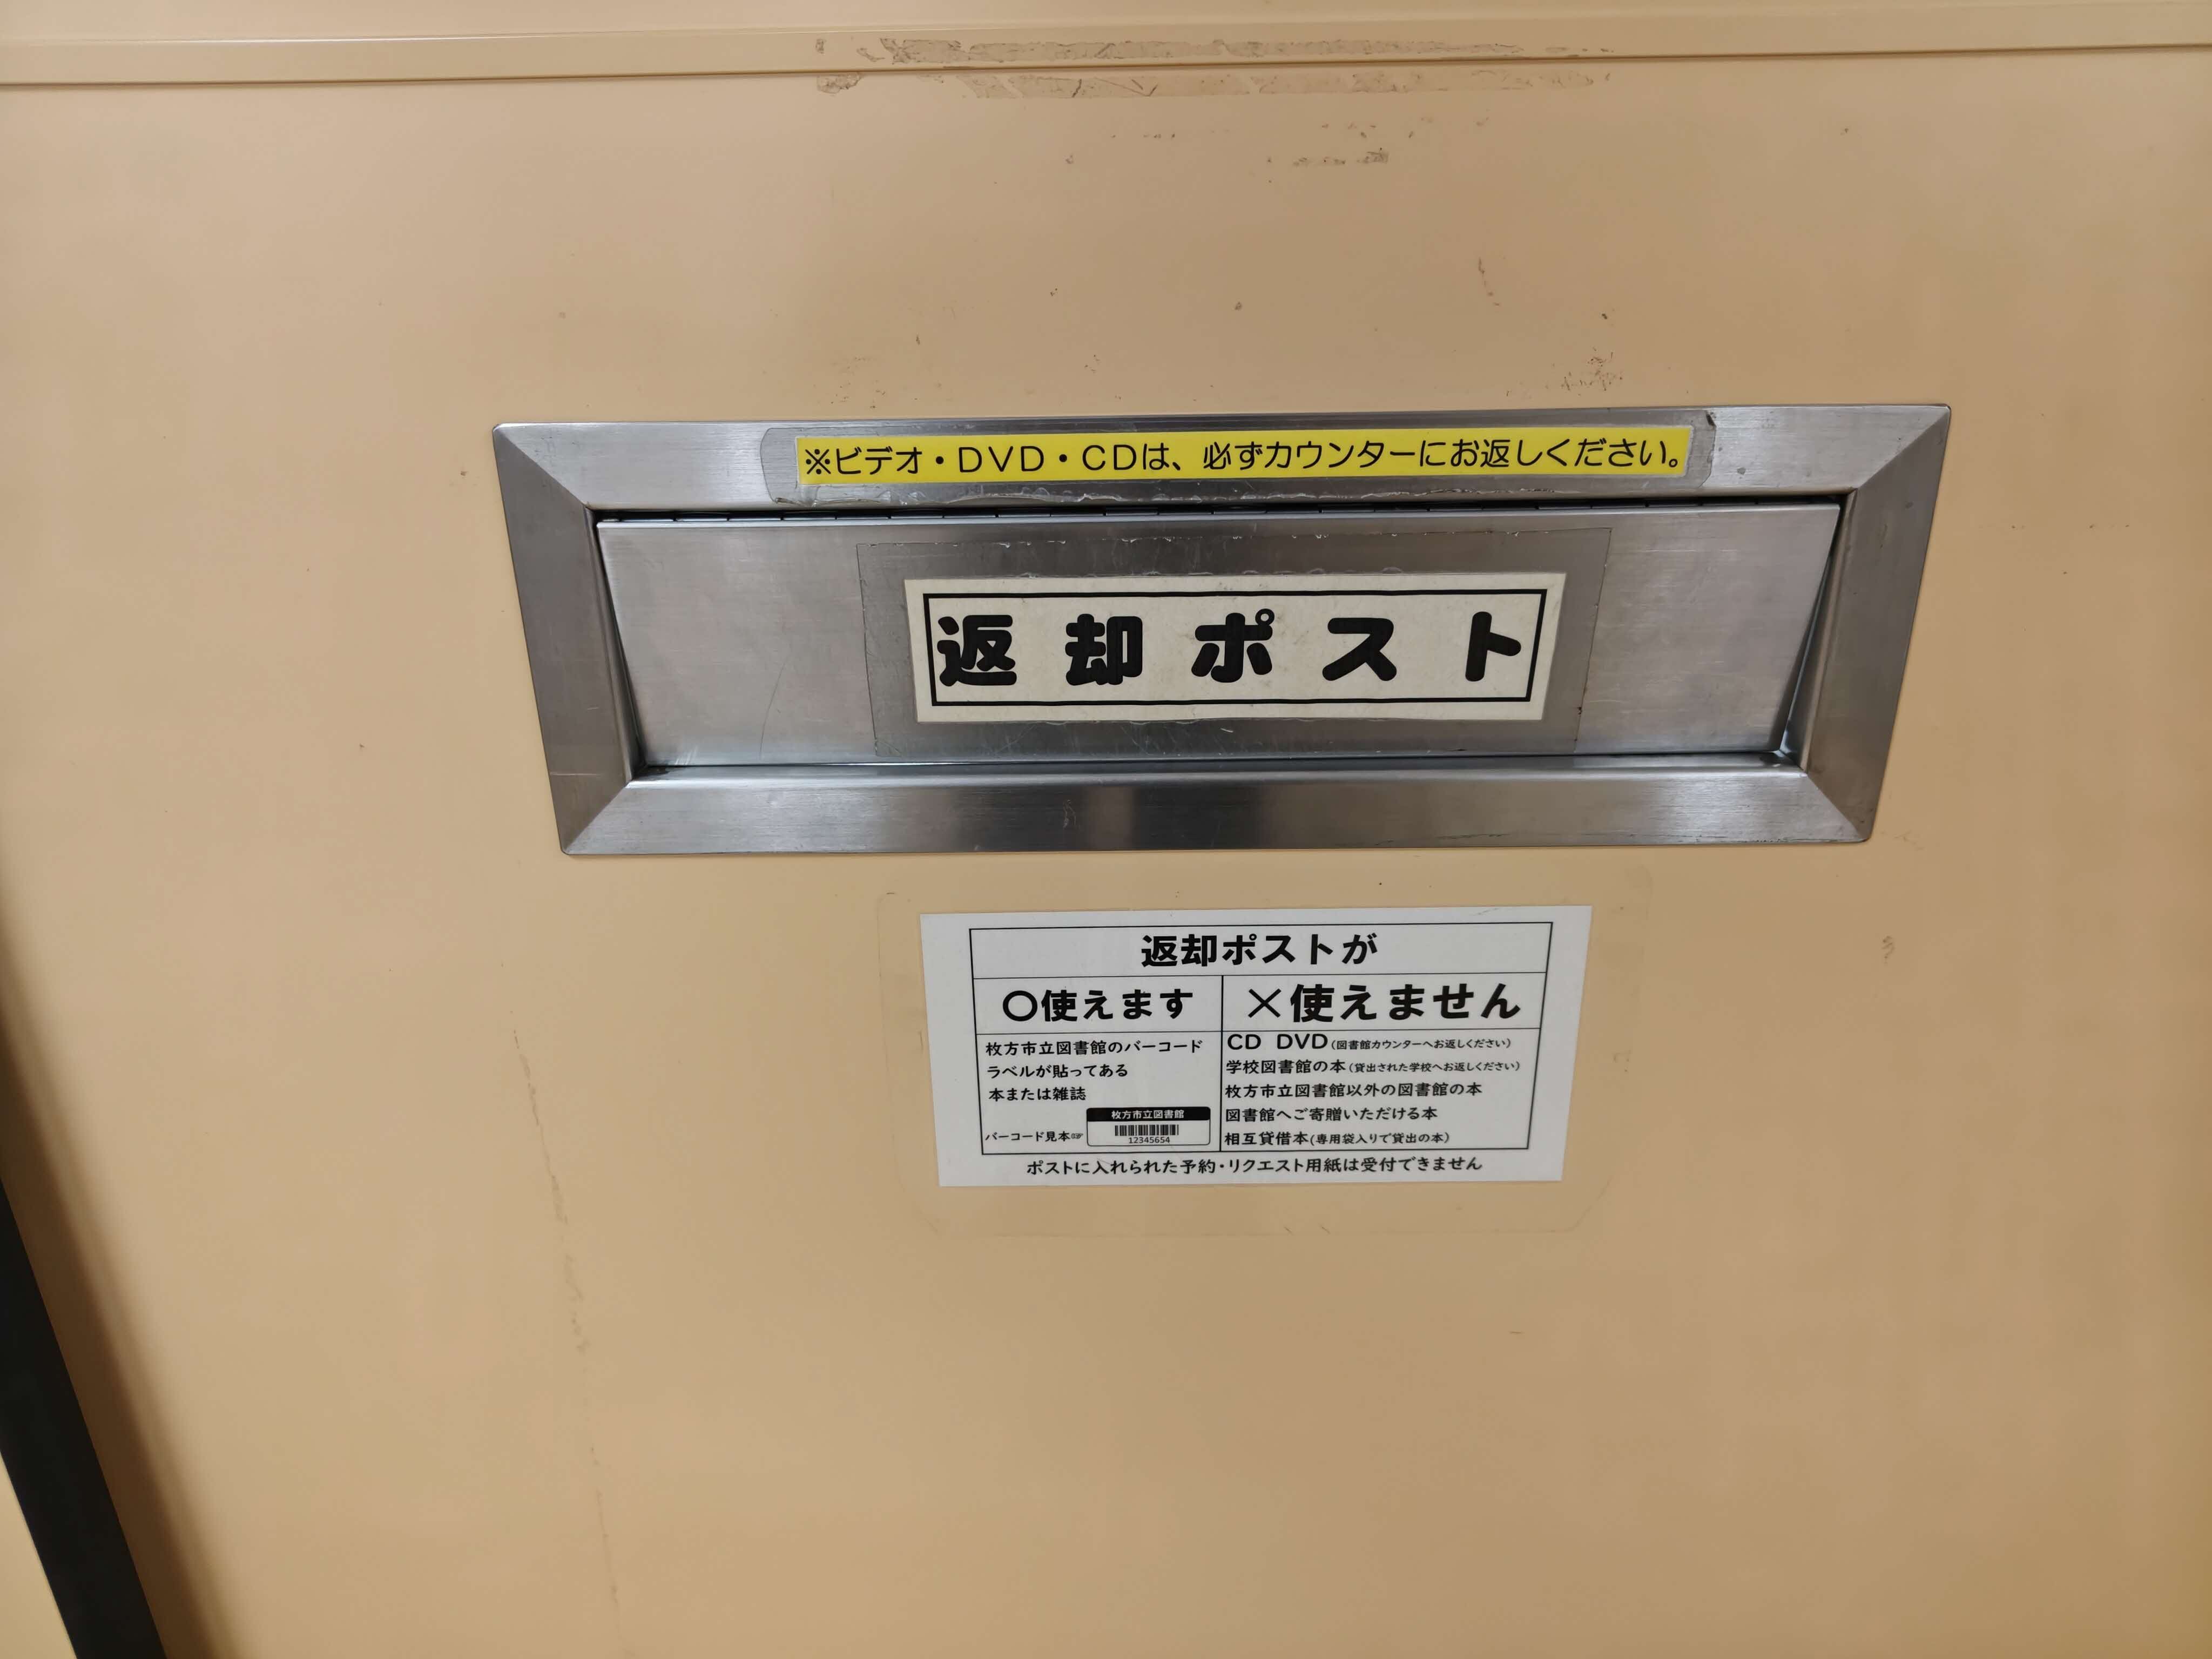 ※ビデオ・DVD・CDは、必ずカウンターにお返しください。
返却ポスト
返却ポストが
〇使えます
×使えません
枚方市立図書館のバーコード
ラベルが貼ってある
本または雑誌
バーコード見本☞
枚方市立図書館
12345654
CD DVD(図書館カウンターへお返しください)
学校図書館の本(貸出された学校へお返しください)
枚方市立図書館以外の図書館の本
図書館へご寄贈いただける本
相互貸借本(専用袋入りで貸出の本)
ポストに入れられた予約・リクエスト用紙は受付できません